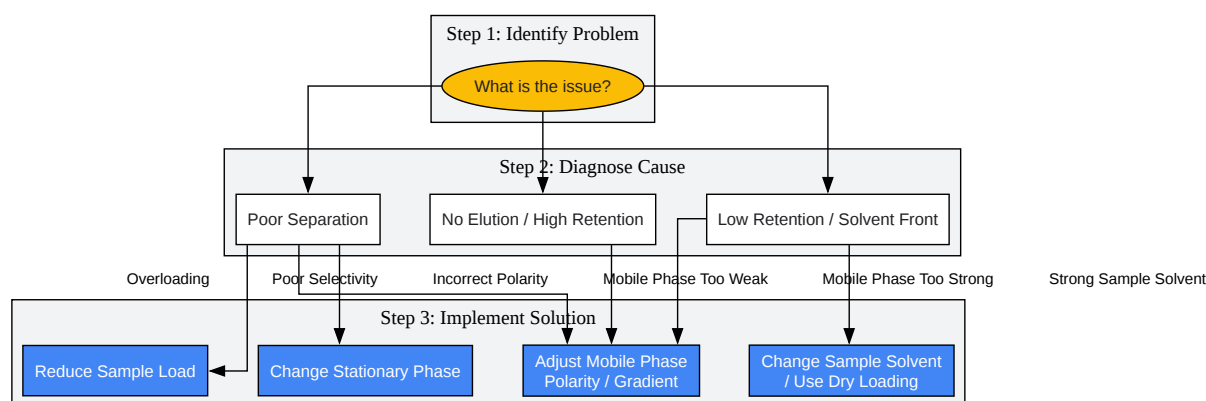 Step 1: Identify Problem
What is the issue?
Step 2: Diagnose Cause
Poor Separation
No Elution / High Retention
Low Retention / Solvent Front
Overloading
Poor Selectivity
Incorrect Polarity
Mobile Phase Too Weak
Mobile Phase Too Strong
Strong Sample Solvent
Step 3: Implement Solution
Reduce Sample Load
Change Stationary Phase
Adjust Mobile Phase
Polarity / Gradient
Change Sample Solvent
/ Use Dry Loading